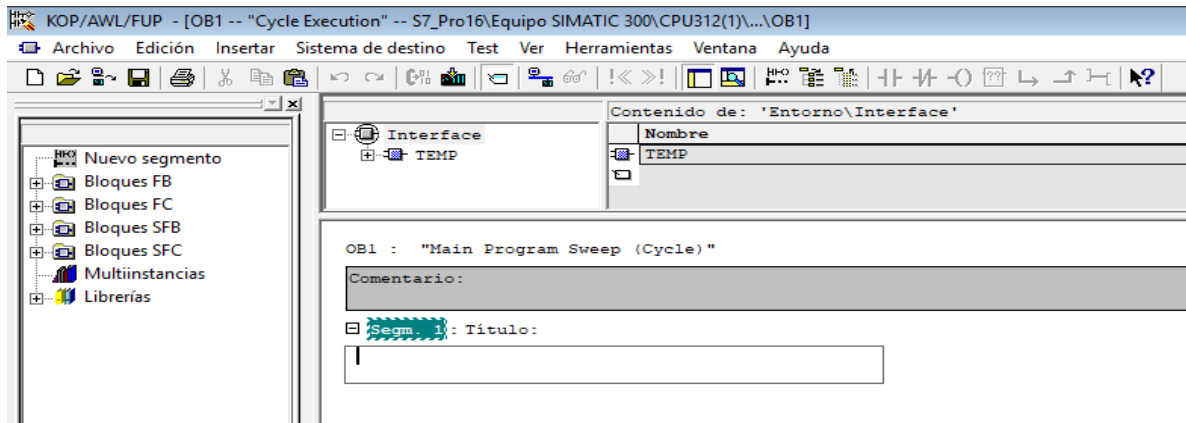 KOP/AWL/FUP - [OB1 -- "Cycle Execution" -- S7_Pro16\Equipo SIMATIC 300\CPU312(1)\...\OB1]
Archivo Edición Insertar Sistema de destino Test Ver Herramientas Ventana Ayuda
Nuevo segmento
Bloques FB
Bloques FC
Bloques SFB
Bloques SFC
Multiinstancias
Librerías
Interface
TEMP
Contenido de: 'Entorno\Interface'
Nombre
TEMP
OB1 : "Main Program Sweep (Cycle)"
Comentario:
Segm. 1: Título: